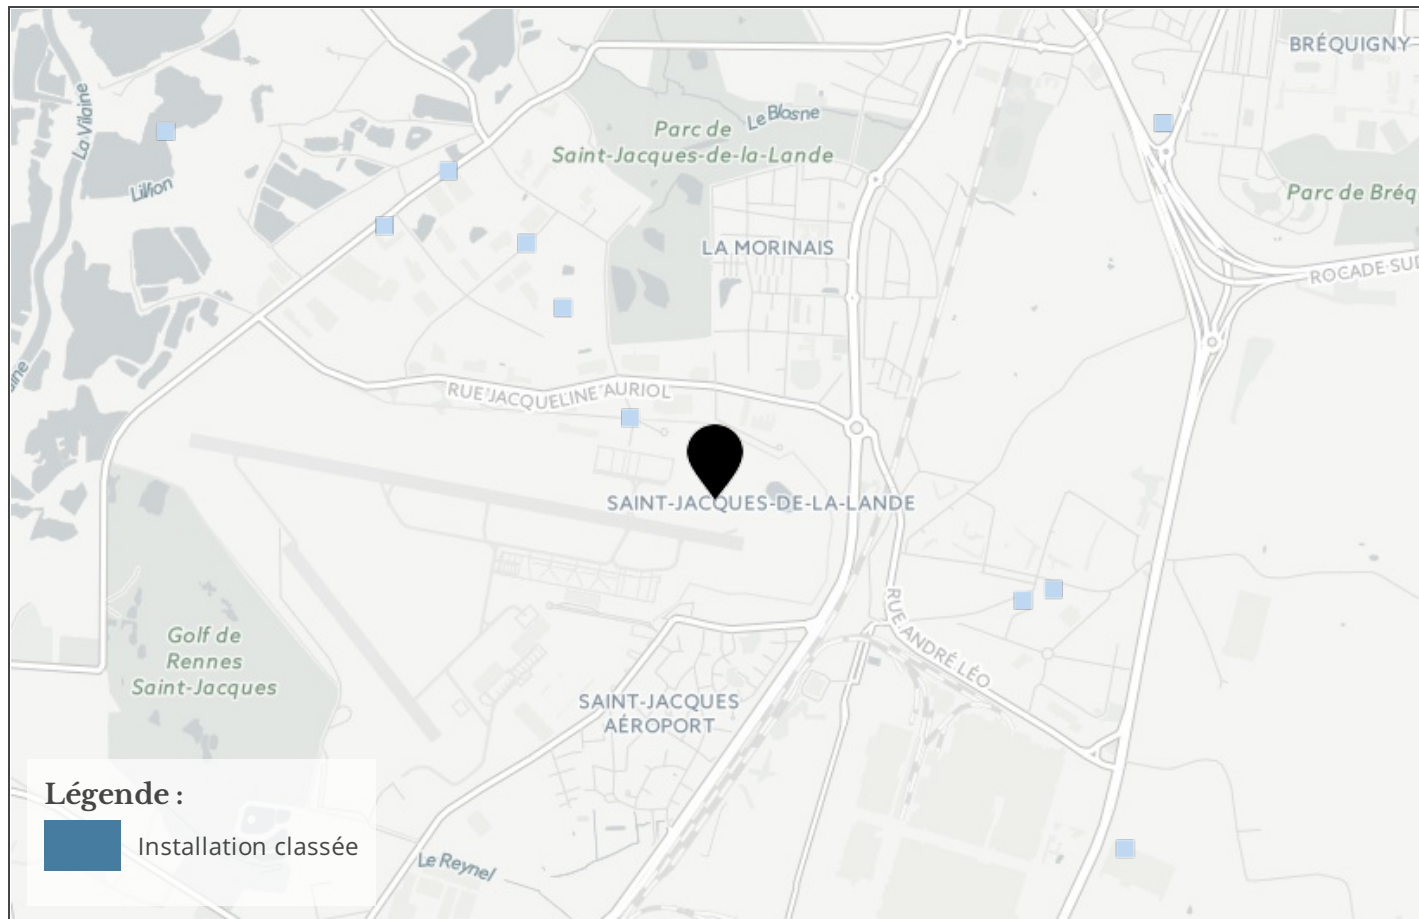 BRÉQUIGNY
La Vilaine
Le Blosne
Parc de
Saint-Jacques-de-la-Lande
Lillion
Parc de Bréq
LA MORINAIS
ROCADE SUD
aine
RUE JACQUELINE AURIOL
SAINT-JACQUES-DE-LA-LANDE
RUE ANDRÉ LÉO
Golf de
Rennes
Saint-Jacques
SAINT-JACQUES
AÉROPORT
Légende :
Installation classée
Le Reynel